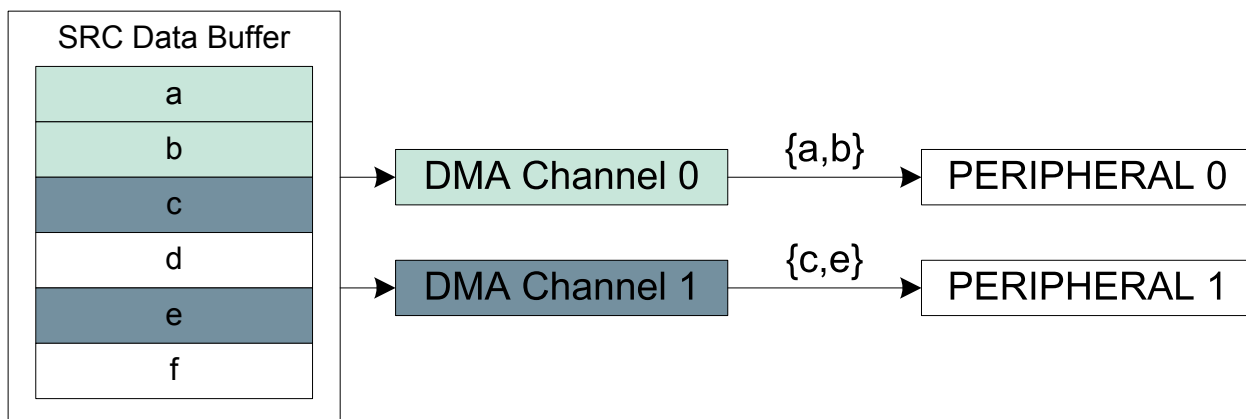 SRC Data Buffer
a
b
c
d
e
f
DMA Channel 0
{a,b}
PERIPHERAL 0
DMA Channel 1
{c,e}
PERIPHERAL 1